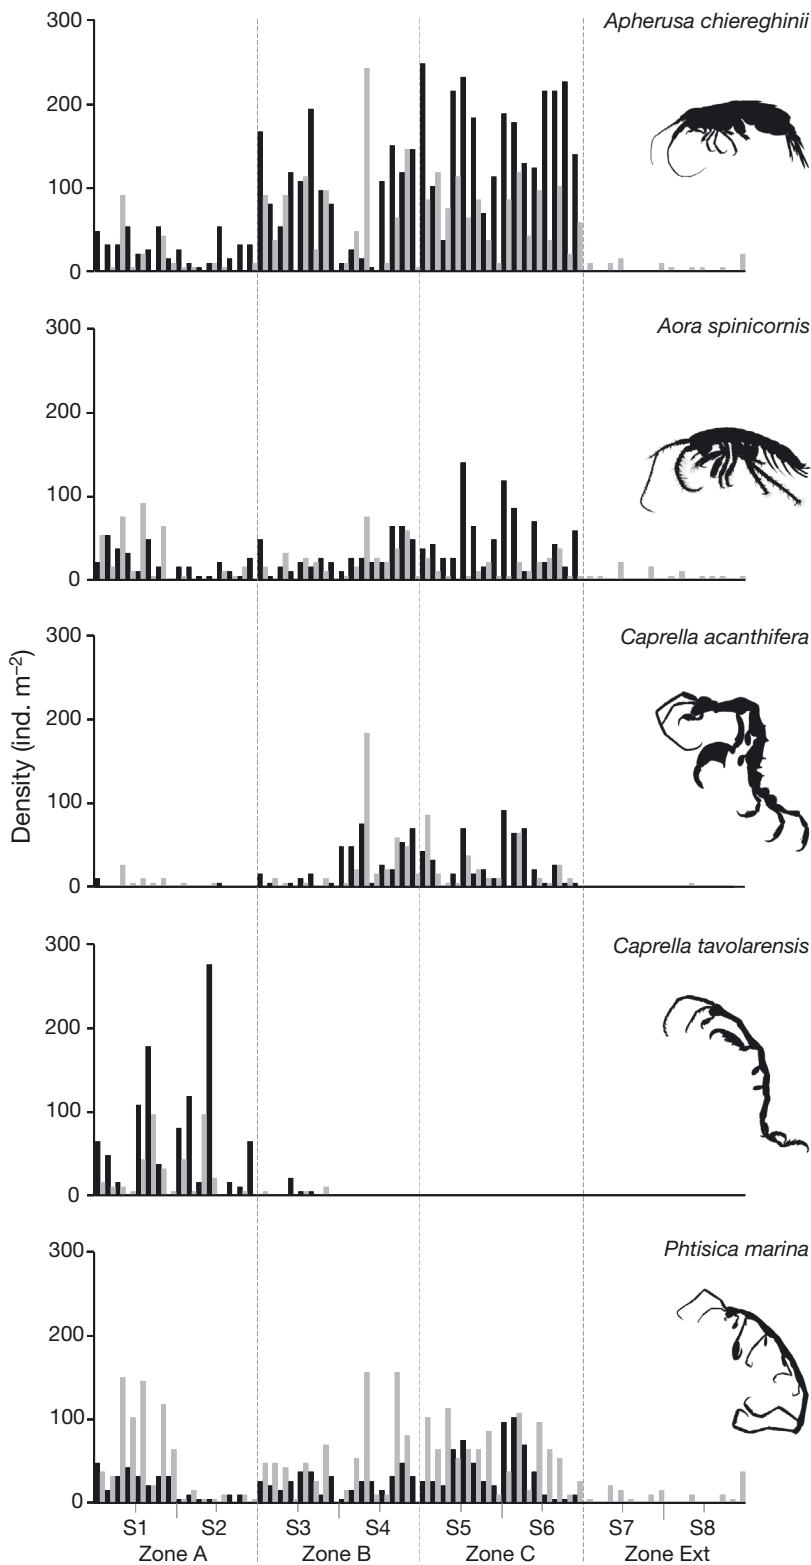 300
Apherusa chiereghinii
200
100
0
300
Aora spinicornis
200
100
0
300
Caprella acanthifera
200
100
0
Density (ind. m⁻²)
300
Caprella tavolarensis
200
100
0
300
Phtisica marina
200
100
0
S1 S2 S3 S4 S5 S6 S7 S8
Zone A Zone B Zone C Zone Ext